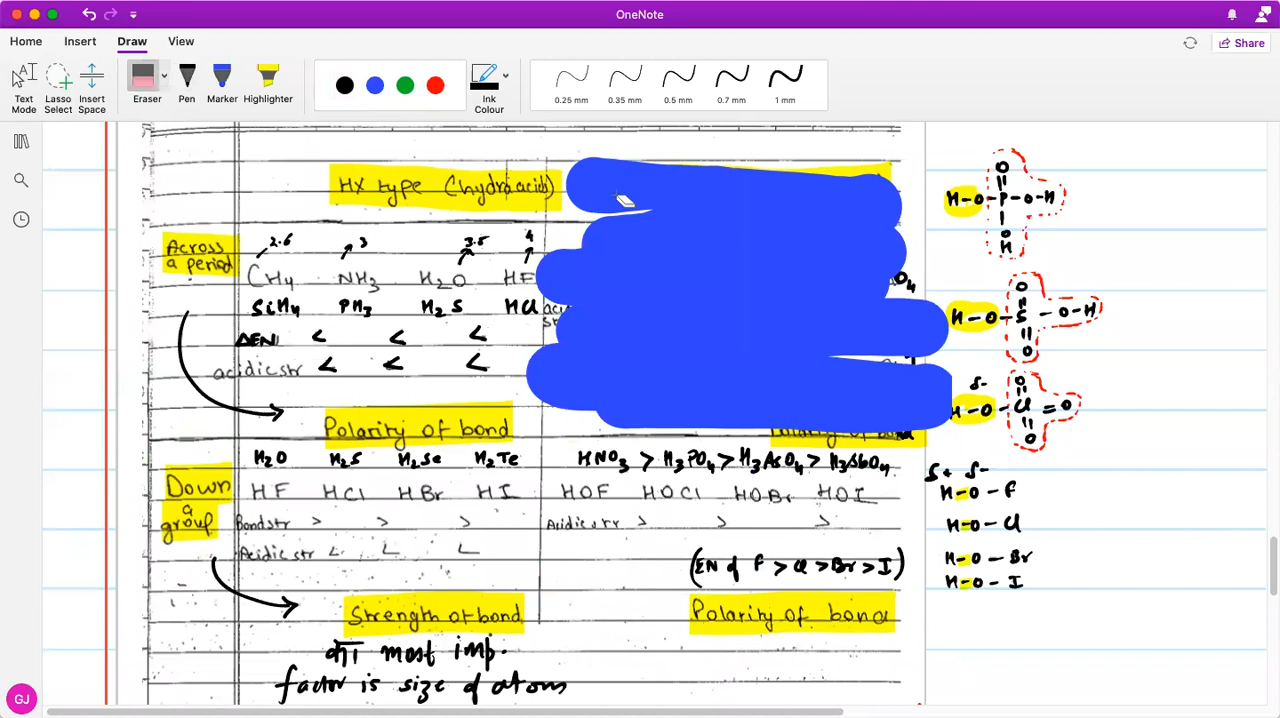 OneNote
Home Insert Draw View Share
Text Mode Lasso Select Insert Space Eraser Pen Marker Highlighter Ink Colour 0.25 mm 0.35 mm 0.5 mm 0.7 mm 1 mm
HX type (hydra acids)
Across a period
2.6 3 3.5 4
CH4 NH3 H2O HF
SiH4 PH3 H2S HCl
ΔEN < < <
acidic str < < <
Polarity of bond
H2O H2S H2Se H2Te HNO3 > H3PO4 > H3AsO4 > H3SbO4
Down a group
HF HCl HBr HI HOF HOCl HOBr HOI
Bond str > > > Acidic str > > >
Acidic str < < <
(EN of F > Cl > Br > I)
Strength of bond Polarity of bond
most imp.
factor is size of atoms
O
H-O-P-O-H
O
H
O
H-O-S-O-H
O
δ- O
H-O-Cl=O
O
δ+ δ-
H-O-F
H-O-Cl
H-O-Br
H-O-I
GJ